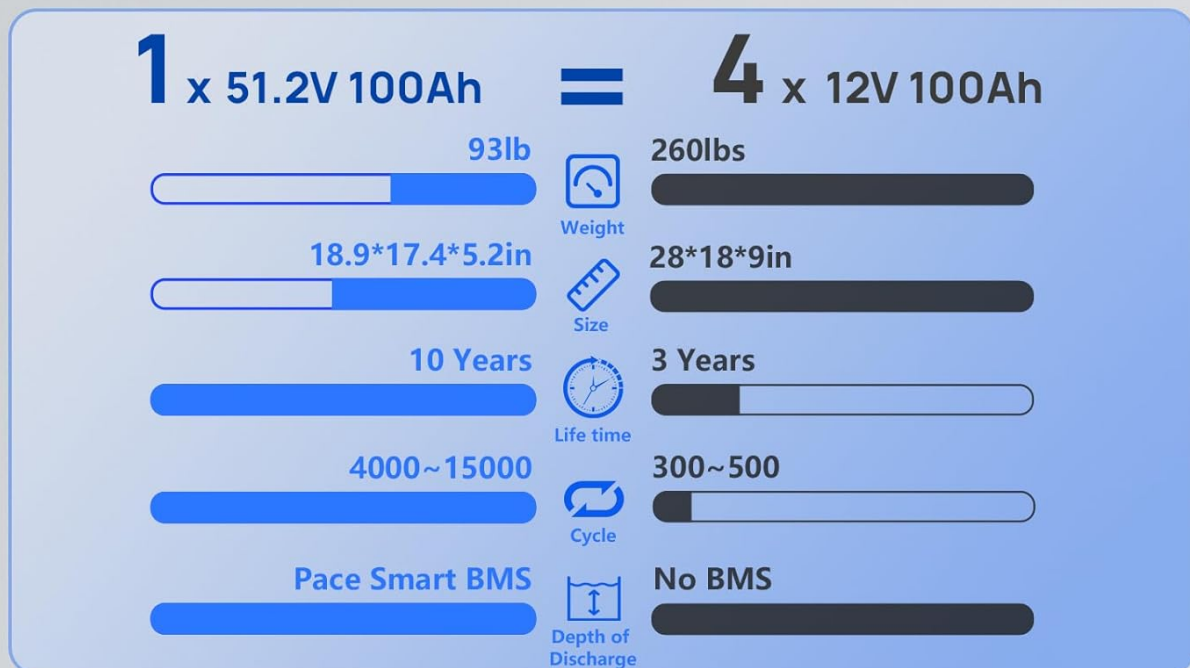 1 x 51.2V 100Ah = 4 x 12V 100Ah
93lb 260lbs
Weight
18.9*17.4*5.2in 28*18*9in
Size
10 Years 3 Years
Life time
4000~15000 300~500
Cycle
Pace Smart BMS No BMS
Depth of
Discharge